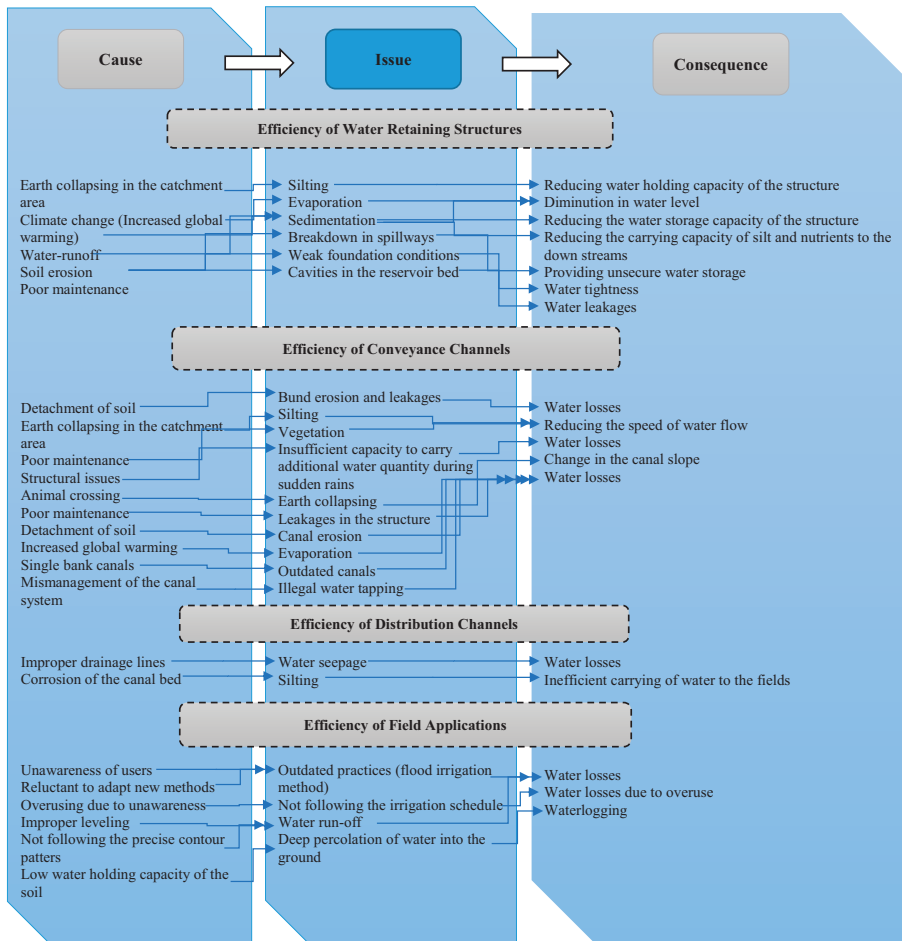 Cause
Issue
Consequence
Efficiency of Water Retaining Structures
Earth collapsing in the catchment
area
Climate change (Increased global
warming)
Water-runoff
Soil erosion
Poor maintenance
Silting
Evaporation
Sedimentation
Breakdown in spillways
Weak foundation conditions
Cavities in the reservoir bed
Reducing water holding capacity of the structure
Diminution in water level
Reducing the water storage capacity of the structure
Reducing the carrying capacity of silt and nutrients to the
down streams
Providing unsecure water storage
Water tightness
Water leakages
Efficiency of Conveyance Channels
Detachment of soil
Earth collapsing in the catchment
area
Poor maintenance
Structural issues
Animal crossing
Poor maintenance
Detachment of soil
Increased global warming
Single bank canals
Mismanagement of the canal
system
Bund erosion and leakages
Silting
Vegetation
Insufficient capacity to carry
additional water quantity during
sudden rains
Earth collapsing
Leakages in the structure
Canal erosion
Evaporation
Outdated canals
Illegal water tapping
Water losses
Reducing the speed of water flow
Water losses
Change in the canal slope
Water losses
Efficiency of Distribution Channels
Improper drainage lines
Corrosion of the canal bed
Water seepage
Silting
Water losses
Inefficient carrying of water to the fields
Efficiency of Field Applications
Unawareness of users
Reluctant to adapt new methods
Overusing due to unawareness
Improper leveling
Not following the precise contour
patters
Low water holding capacity of the
soil
Outdated practices (flood irrigation
method)
Not following the irrigation schedule
Water run-off
Deep percolation of water into the
ground
Water losses
Water losses due to overuse
Waterlogging